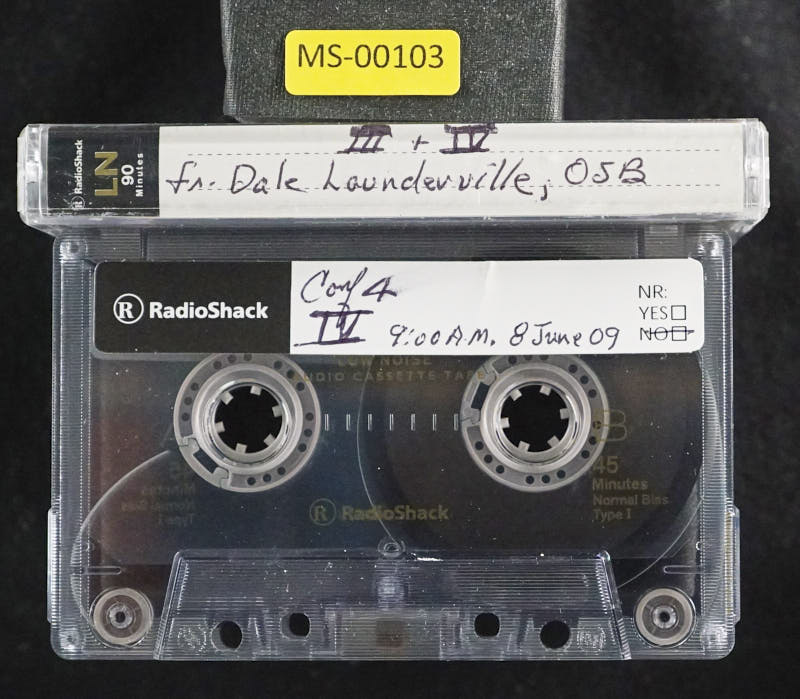 MS-00103
III + IV
fr. Dale Launderville, OSB
RadioShack
LN
90
Minutes
Conf 4
IV 9:00 A.M. 8 June 09
RadioShack
NR:
YES
NO
LOW NOISE
AUDIO CASSETTE TAPE
B
45
Minutes
Normal Bias
Type I
RadioShack